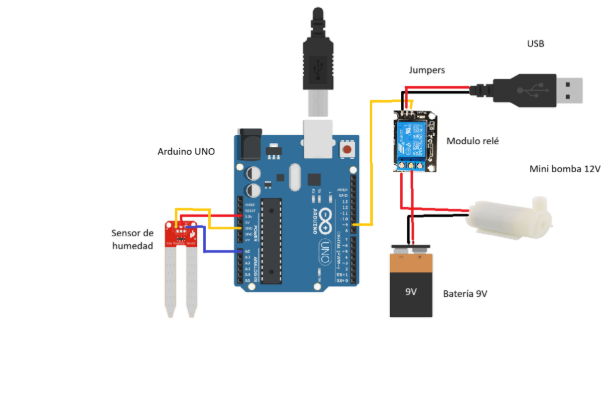 USB
Jumpers
Arduino UNO
Modulo relé
Mini bomba 12V
Sensor de
humedad
ARDUINO
UNO
9V
Batería 9V